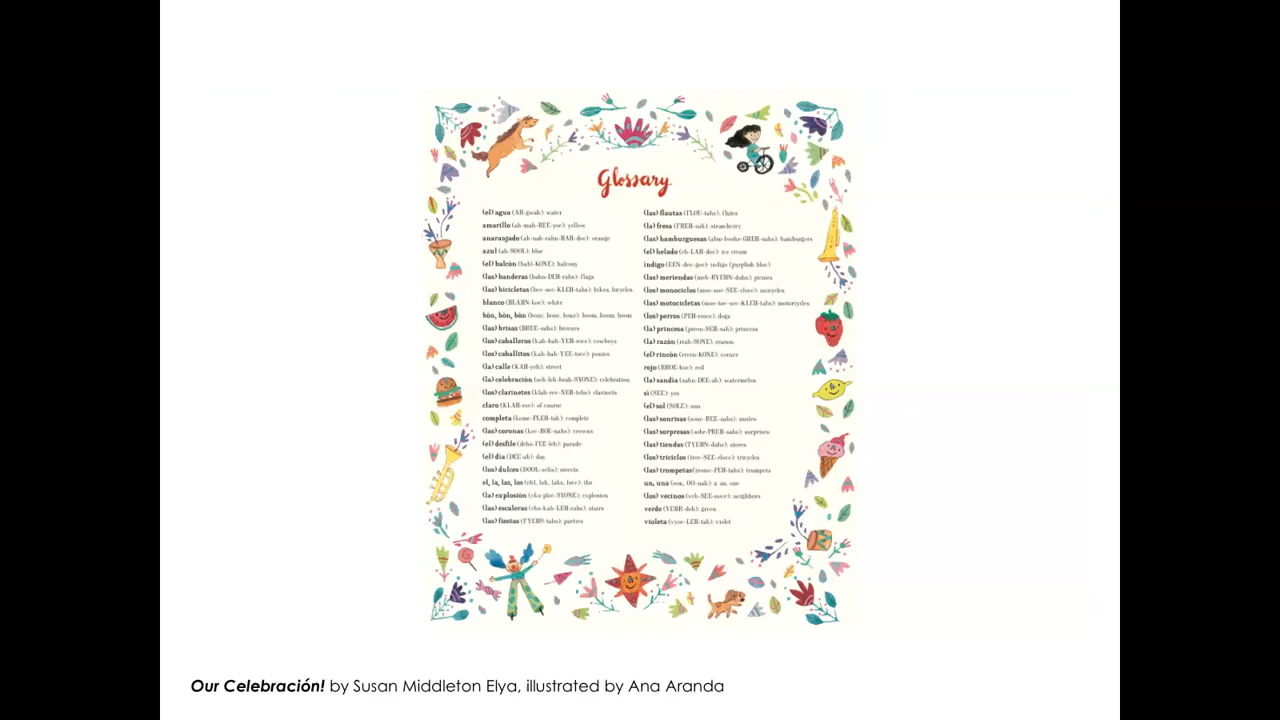 Glossary
(el) agua (AH-gwah): water
amarillo (ah-mah-REE-yoe): yellow
anaranjado (ah-nah-rahn-HAH-doe): orange
azul (ah-SOOL): blue
(el) balcón (bahl-KONE): balcony
(las) banderas (bahn-DEH-rahs): flags
(las) bicicletas (bee-see-KLEH-tahs): bikes, bicycles
blanco (BLAHN-koe): white
bón, bón, bón (bone, bone, bone): boom, boom, boom
(las) brisas (BREE-sahs): breezes
(los) caballeros (kah-bah-YEH-roce): cowboys
(los) caballitos (kah-bah-YEE-toce): ponies
(la) calle (KAH-yeh): street
(la) celebración (seh-leh-brah-SYONE): celebration
(los) clarinetes (klah-ree-NEH-tehs): clarinets
claro (KLAH-roe): of course
completa (kome-PLEH-tah): complete
(las) coronas (koe-ROE-nahs): crowns
(el) desfile (dehs-FEE-leh): parade
(el) día (DEE-ah): day
(los) dulces (DOOL-sehs): sweets
el, la, las, los (ehl, lah, lahs, loce): the
(la) explosión (eks-ploe-SYONE): explosion
(las) escaleras (ehs-kah-LEH-rahs): stairs
(las) fiestas (FYEHS-tahs): parties
(las) flautas (FLOU-tahs): flutes
(la) fresa (FREH-sah): strawberry
(las) hamburguesas (ahm-boohr-GHEH-sahs): hamburgers
(el) helado (eh-LAH-doe): ice cream
índigo (EEN-dee-goe): indigo (purplish blue)
(las) meriendas (meh-RYEHN-dahs): picnics
(los) monociclos (moe-noe-SEE-cloce): unicycles
(las) motocicletas (moe-toe-see-KLEH-tahs): motorcycles
(los) perros (PEH-rroce): dogs
(la) princesa (preen-SEH-sah): princess
(la) razón (rrah-SONE): reason
(el) rincón (rreen-KONE): corner
rojo (RROE-hoe): red
(la) sandía (sahn-DEE-ah): watermelon
sí (SEE): yes
(el) sol (SOLE): sun
(las) sonrisas (sone-REE-sahs): smiles
(las) sorpresas (sohr-PREH-sahs): surprises
(las) tiendas (TYEHN-dahs): stores
(los) triciclos (tree-SEE-cloce): tricycles
(las) trompetas (trome-PEH-tahs): trumpets
un, una (oon, OO-nah): a, an, one
(los) vecinos (veh-SEE-noce): neighbors
verde (VEHR-deh): green
violeta (vyoe-LEH-tah): violet
Our Celebración! by Susan Middleton Elya, illustrated by Ana Aranda